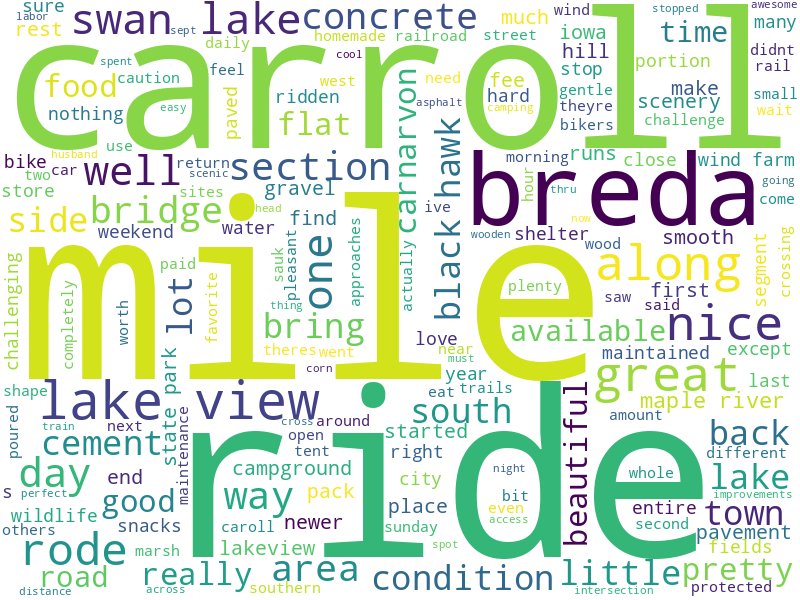 sure
swan lake
concrete
wind
awesome
labor
sept
stopped
much
many
rest
daily
homemade
railroad
street
iowa
time
carroll
spent
cool
hill
didnt
food
caution
feel
west
need
fee
stop
portion
rail
nothing
easy
paved
ridden
hard
gentle
make
small
flat
asphalt
camping
theyre
scenery
wait
use
bikers
challenge
bike
husband
well
return
section
carnarvon
black hawk
morning
runs
close
wind farm
two
car
scenic
breda
thru
going
store
sites
gravel
hour
come
side
bridge
head
find
ive
now
weekend
water
one
pleasant
approaches
actually
wooden
shelter
wood
smooth
segment
crossing
mile
challenging
completely
paid
sauk
along
saw
said
first
lot
favorite
thing
plenty
worth
bring
available
nice
theres
went
love
near
maintained
except
corn
must
year
great
last
shape
lake view
state park
eat
trails
beautiful
maple river
poured
train
next
cross
around
south
amount
cement
maintenance
open
started
back
different
tent
right
day
end
campground
night
whole
lake
s
perfect
good
way
pack
city
bit
ride
improvements
others
snacks
place
even
entire
town
wildlife
caroll
newer
sunday
access
second
pavement
rode
marsh
lakeview
spot
fields
road
really
area
condition
little
pretty
distance
across
southern
intersection
protected